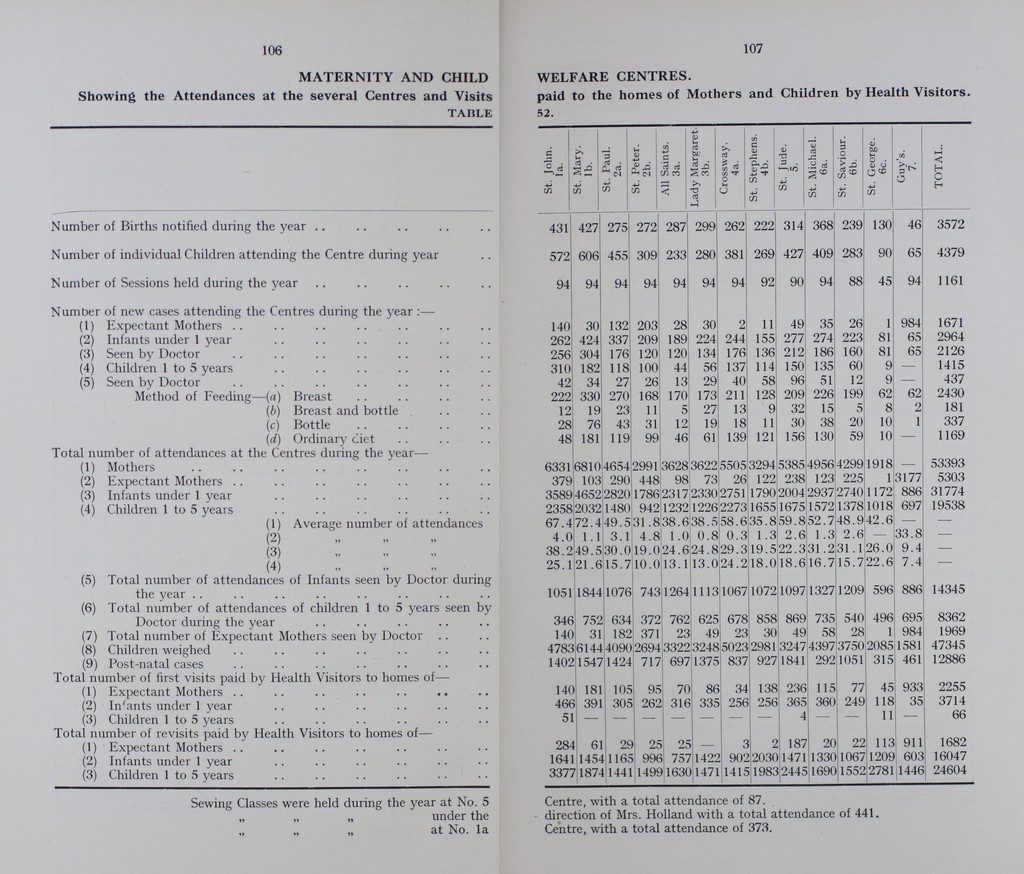 106
MATERNITY AND CHILD
Showing the Attendances at the several Centres and Visits
TABLE
107
WELFARE CENTRES.
paid to the homes of Mothers and Children by Health Visitors.
52.
St. John. 1a. | St. Mary. 1b. | St. Paul. 2a. | St. Peter. 2b. | All Saints. 3a. | Lady Margaret. 3b. | Crossway. 4a. | St. Stephens. 4b. | St. Jude. 5. | St. Michael. 6a. | St. Saviour. 6b. | St. George. 6c. | Guy's. 7. | TOTAL.
Number of Births notified during the year .. .. .. .. .. 431 427 275 272 287 299 262 222 314 368 239 130 46 3572
Number of individual Children attending the Centre during year .. 572 606 455 309 233 280 381 269 427 409 283 90 65 4379
Number of Sessions held during the year .. .. .. .. .. 94 94 94 94 94 94 94 92 90 94 88 45 94 1161
Number of new cases attending the Centres during the year :—
(1) Expectant Mothers .. .. .. .. .. .. .. 140 30 132 203 28 30 2 11 49 35 26 1 984 1671
(2) Infants under 1 year .. .. .. .. .. .. 262 424 337 209 189 224 244 155 277 274 223 81 65 2964
(3) Seen by Doctor .. .. .. .. .. .. .. 256 304 176 120 120 134 176 136 212 186 160 81 65 2126
(4) Children 1 to 5 years .. .. .. .. .. .. 310 182 118 100 44 56 137 114 150 135 60 9 — 1415
(5) Seen by Doctor .. .. .. .. .. .. .. 42 34 27 26 13 29 40 58 96 51 12 9 — 437
Method of Feeding—(a) Breast .. .. .. .. 222 330 270 168 170 173 211 128 209 226 199 62 62 2430
(b) Breast and bottle .. .. 12 19 23 11 5 27 13 9 32 15 5 8 2 181
(c) Bottle .. .. .. .. 28 76 43 31 12 19 18 11 30 38 20 10 1 337
(d) Ordinary diet .. .. .. 48 181 119 99 46 61 139 121 156 130 59 10 — 1169
Total number of attendances at the Centres during the year—
(1) Mothers .. .. .. .. .. .. .. .. 6331 6810 4654 2991 3628 3622 5505 3294 5385 4956 4299 1918 — 53393
(2) Expectant Mothers .. .. .. .. .. .. .. 379 103 290 448 98 73 26 122 238 123 225 1 3177 5303
(3) Infants under 1 year .. .. .. .. .. .. 3589 4652 2820 1786 2317 2330 2751 1790 2004 2937 2740 1172 886 31774
(4) Children 1 to 5 years .. .. .. .. .. .. 2358 2032 1480 942 1232 1226 2273 1655 1675 1572 1378 1018 697 19538
(1) Average number of attendances 67.4 72.4 49.5 31.8 38.6 38.5 58.6 35.8 59.8 52.7 48.9 42.6 — —
(2) „ „ „ 4.0 1.1 3.1 4.8 1.0 0.8 0.3 1.3 2.6 1.3 2.6 — 33.8 —
(3) „ „ „ 38.2 49.5 30.0 19.0 24.6 24.8 29.3 19.5 22.3 31.2 31.1 26.0 9.4 —
(4) „ „ „ 25.1 21.6 15.7 10.0 13.1 13.0 24.2 18.0 18.6 16.7 15.7 22.6 7.4 —
(5) Total number of attendances of Infants seen by Doctor during
the year .. .. .. .. .. .. .. .. 1051 1844 1076 743 1264 1113 1067 1072 1097 1327 1209 596 886 14345
(6) Total number of attendances of children 1 to 5 years seen by
Doctor during the year .. .. .. .. .. 346 752 634 372 762 625 678 858 869 735 540 496 695 8362
(7) Total number of Expectant Mothers seen by Doctor .. .. 140 31 182 371 23 49 23 30 49 58 28 1 984 1969
(8) Children weighed .. .. .. .. .. .. .. 4783 6144 4090 2694 3322 3248 5023 2981 3247 4397 3750 2085 1581 47345
(9) Post-natal cases .. .. .. .. .. .. .. 1402 1547 1424 717 697 1375 837 927 1841 292 1051 315 461 12886
Total number of first visits paid by Health Visitors to homes of—
(1) Expectant Mothers .. .. .. .. .. .. .. 140 181 105 95 70 86 34 138 236 115 77 45 933 2255
(2) Infants under 1 year .. .. .. .. .. .. 466 391 305 262 316 335 256 256 365 360 249 118 35 3714
(3) Children 1 to 5 years .. .. .. .. .. .. 51 — — — — — — — 4 — — 11 — 66
Total number of revisits paid by Health Visitors to homes of—
(1) Expectant Mothers .. .. .. .. .. .. .. 284 61 29 25 25 — 3 2 187 20 22 113 911 1682
(2) Infants under 1 year .. .. .. .. .. .. 1641 1454 1165 996 757 1422 902 2030 1471 1330 1067 1209 603 16047
(3) Children 1 to 5 years .. .. .. .. .. .. 3377 1874 1441 1499 1630 1471 1415 1983 2445 1690 1552 2781 1446 24604
Sewing Classes were held during the year at No. 5 Centre, with a total attendance of 87.
„ „ „ under the direction of Mrs. Holland with a total attendance of 441.
„ „ „ at No. 1a Centre, with a total attendance of 373.